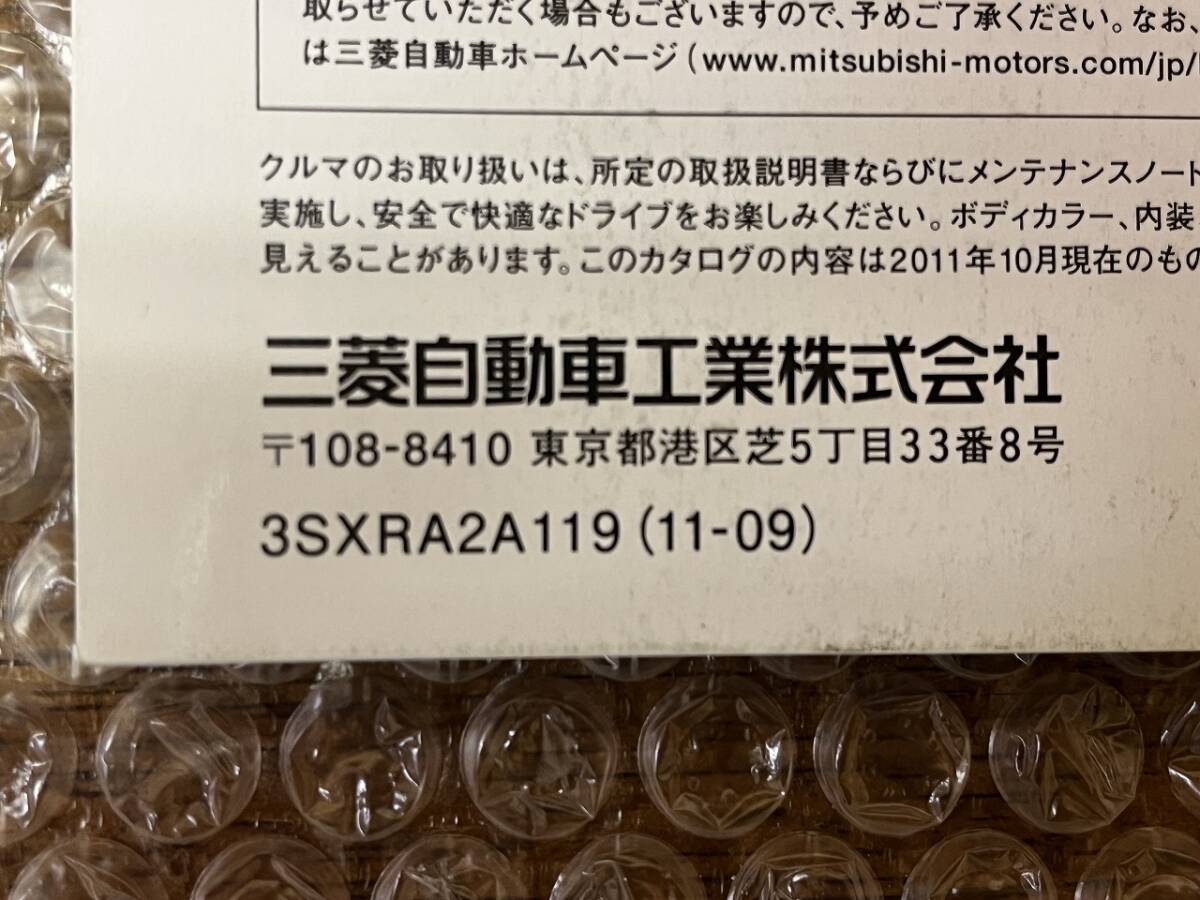 取らせていただく場合もございますので、予めご了承ください。なお、
は三菱自動車ホームページ(www.mitsubishi-motors.com/jp/
クルマのお取り扱いは、所定の取扱説明書ならびにメンテナンスノート
実施し、安全で快適なドライブをお楽しみください。ボディカラー、内装
見えることがあります。このカタログの内容は2011年10月現在のもの
三菱自動車工業株式会社
〒108-8410 東京都港区芝5丁目33番8号
3SXRA2A119(11-09)